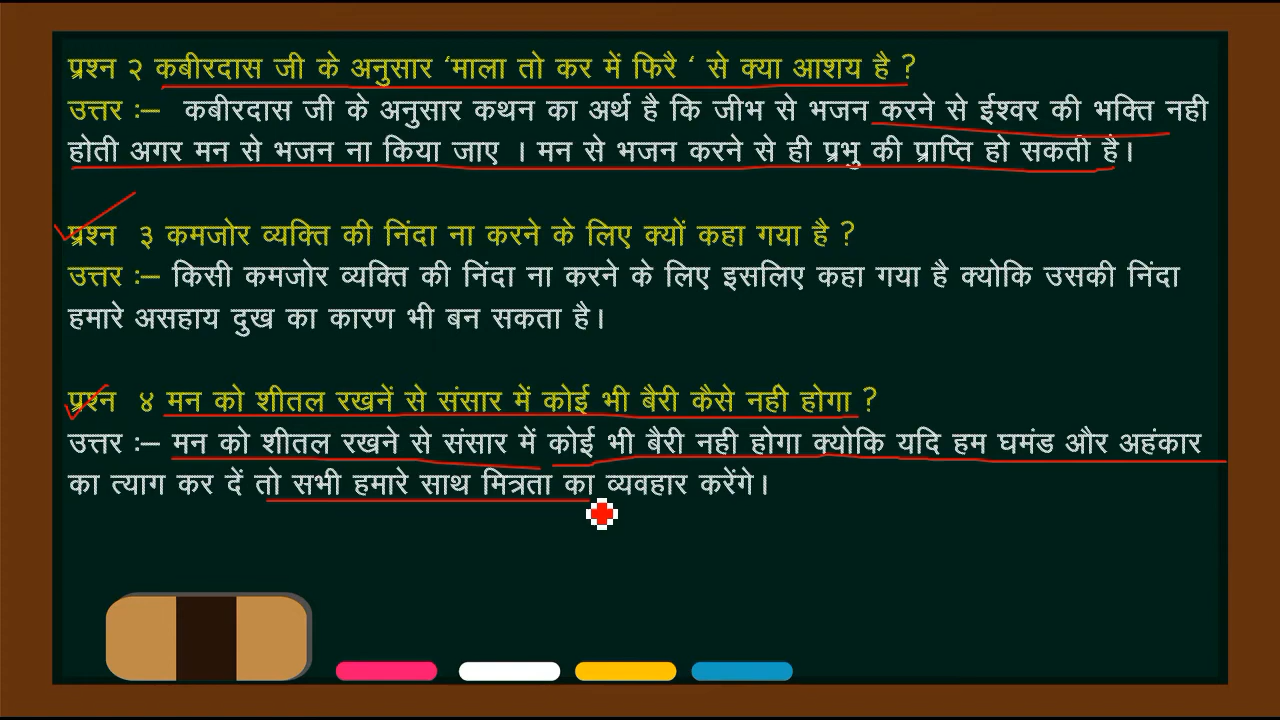 प्रश्न २ कबीरदास जी के अनुसार ‘माला तो कर में फिरै ‘ से क्या आशय है ?
उत्तर :– कबीरदास जी के अनुसार कथन का अर्थ है कि जीभ से भजन करने से ईश्वर की भक्ति नही
होती अगर मन से भजन ना किया जाए । मन से भजन करने से ही प्रभु की प्राप्ति हो सकती है।
प्रश्न ३ कमजोर व्यक्ति की निंदा ना करने के लिए क्यों कहा गया है ?
उत्तर :– किसी कमजोर व्यक्ति की निंदा ना करने के लिए इसलिए कहा गया है क्योकि उसकी निंदा
हमारे असहाय दुख का कारण भी बन सकता है।
प्रश्न ४ मन को शीतल रखनें से संसार में कोई भी बैरी कैसे नही होगा ?
उत्तर :– मन को शीतल रखने से संसार में कोई भी बैरी नही होगा क्योकि यदि हम घमंड और अहंकार
का त्याग कर दें तो सभी हमारे साथ मित्रता का व्यवहार करेंगे।